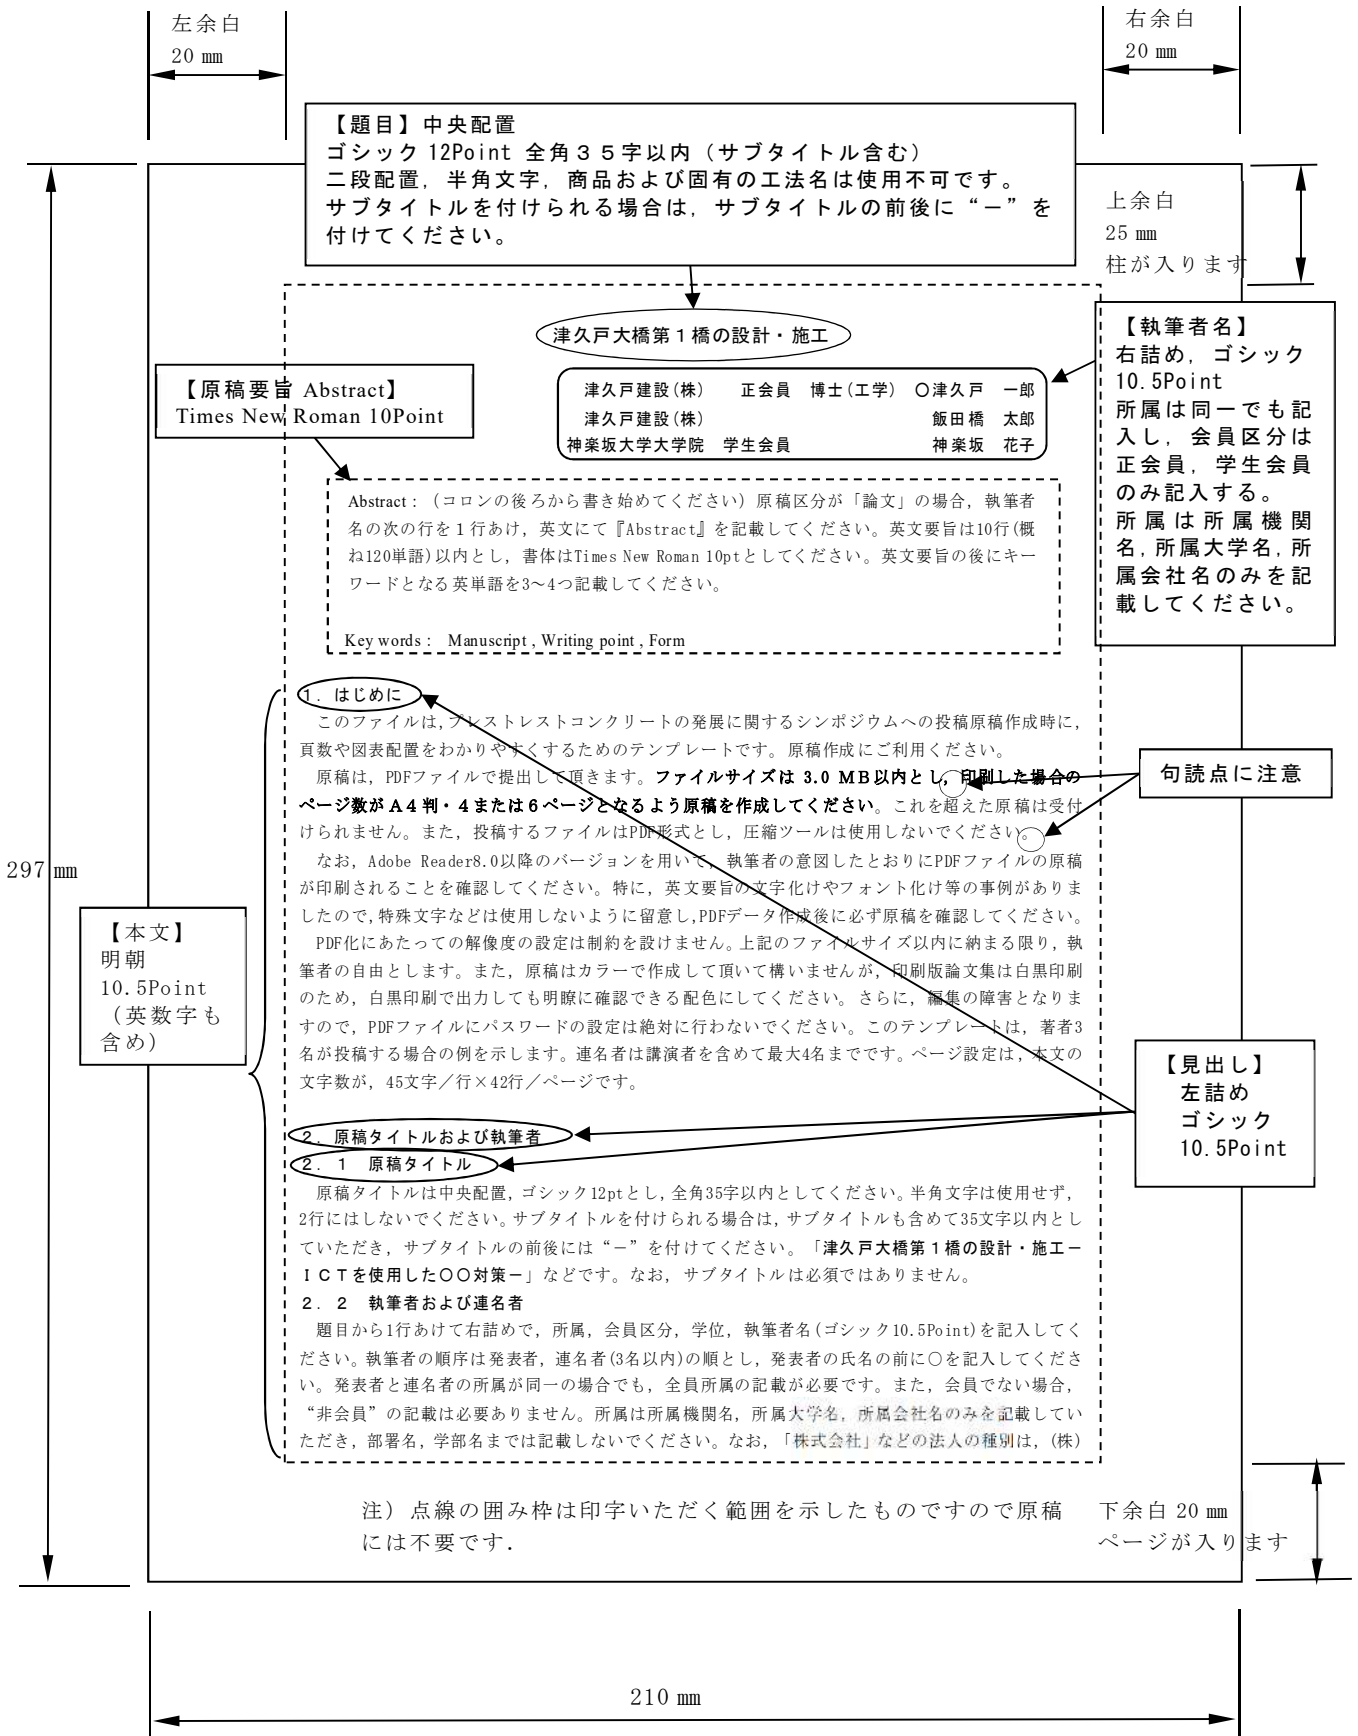 左余白
20 ㎜
右余白
20 ㎜
【題目】中央配置
ゴシック 12Point 全角３５字以内（サブタイトル含む）
二段配置，半角文字，商品および固有の工法名は使用不可です。
サブタイトルを付けられる場合は，サブタイトルの前後に“－”を
付けてください。
上余白
25 ㎜
柱が入ります
津久戸大橋第１橋の設計・施工
【執筆者名】
右詰め，ゴシック
10.5Point
所属は同一でも記
入し，会員区分は
正会員，学生会員
のみ記入する。
所属は所属機関
名，所属大学名，所
属会社名のみを記
載してください。
【原稿要旨 Abstract】
Times New Roman 10Point
津久戸建設(株)　正会員　博士(工学)　○津久戸　一郎
津久戸建設(株)　飯田橋　太郎
神楽坂大学大学院　学生会員　神楽坂　花子
Abstract：（コロンの後ろから書き始めてください）原稿区分が「論文」の場合，執筆者
名の次の行を１行あけ，英文にて『Abstract』を記載してください。英文要旨は10行(概
ね120単語)以内とし，書体はTimes New Roman 10ptとしてください。英文要旨の後にキー
ワードとなる英単語を3～4つ記載してください。
Key words： Manuscript , Writing point , Form
１．はじめに
このファイルは，プレストレストコンクリートの発展に関するシンポジウムへの投稿原稿作成時に，
頁数や図表配置をわかりやすくするためのテンプレートです。原稿作成にご利用ください。
原稿は，PDFファイルで提出して頂きます。ファイルサイズは 3.0 MB以内とし，印刷した場合の
ページ数がＡ４判・４または６ページとなるよう原稿を作成してください。これを超えた原稿は受付
けられません。また，投稿するファイルはPDF形式とし，圧縮ツールは使用しないでください。
句読点に注意
なお，Adobe Reader8.0以降のバージョンを用いて，執筆者の意図したとおりにPDFファイルの原稿
が印刷されることを確認してください。特に，英文要旨の文字化けやフォント化け等の事例がありま
したので，特殊文字などは使用しないように留意し，PDFデータ作成後に必ず原稿を確認してください。
297 ㎜
【本文】
明朝
10.5Point
（英数字も
含め）
PDF化にあたっての解像度の設定は制約を設けません。上記のファイルサイズ以内に納まる限り，執
筆者の自由とします。また，原稿はカラーで作成して頂いて構いませんが，印刷版論文集は白黒印刷
のため，白黒印刷で出力しても明瞭に確認できる配色にしてください。さらに，編集の障害となりま
すので，PDFファイルにパスワードの設定は絶対に行わないでください。このテンプレートは，著者3
名が投稿する場合の例を示します。連名者は講演者を含めて最大4名までです。ページ設定は，本文の
文字数が，45文字／行×42行／ページです。
【見出し】
左詰め
ゴシック
10.5Point
２．原稿タイトルおよび執筆者
２．１　原稿タイトル
原稿タイトルは中央配置，ゴシック12ptとし，全角35字以内としてください。半角文字は使用せず，
2行にはしないでください。サブタイトルを付けられる場合は，サブタイトルも含めて35文字以内とし
ていただき，サブタイトルの前後には“－”を付けてください。「津久戸大橋第１橋の設計・施工－
ＩＣＴを使用した○○対策－」などです。なお，サブタイトルは必須ではありません。
２．２　執筆者および連名者
題目から1行あけて右詰めで，所属，会員区分，学位，執筆者名(ゴシック10.5Point)を記入してく
ださい。執筆者の順序は発表者，連名者(3名以内)の順とし，発表者の氏名の前に○を記入してくださ
い。発表者と連名者の所属が同一の場合でも，全員所属の記載が必要です。また，会員でない場合，
“非会員”の記載は必要ありません。所属は所属機関名，所属大学名，所属会社名のみを記載してい
ただき，部署名，学部名までは記載しないでください。なお，「株式会社」などの法人の種別は，(株)
注）点線の囲み枠は印字いただく範囲を示したものですので原稿
には不要です．
下余白 20 ㎜
ページが入ります
210 ㎜